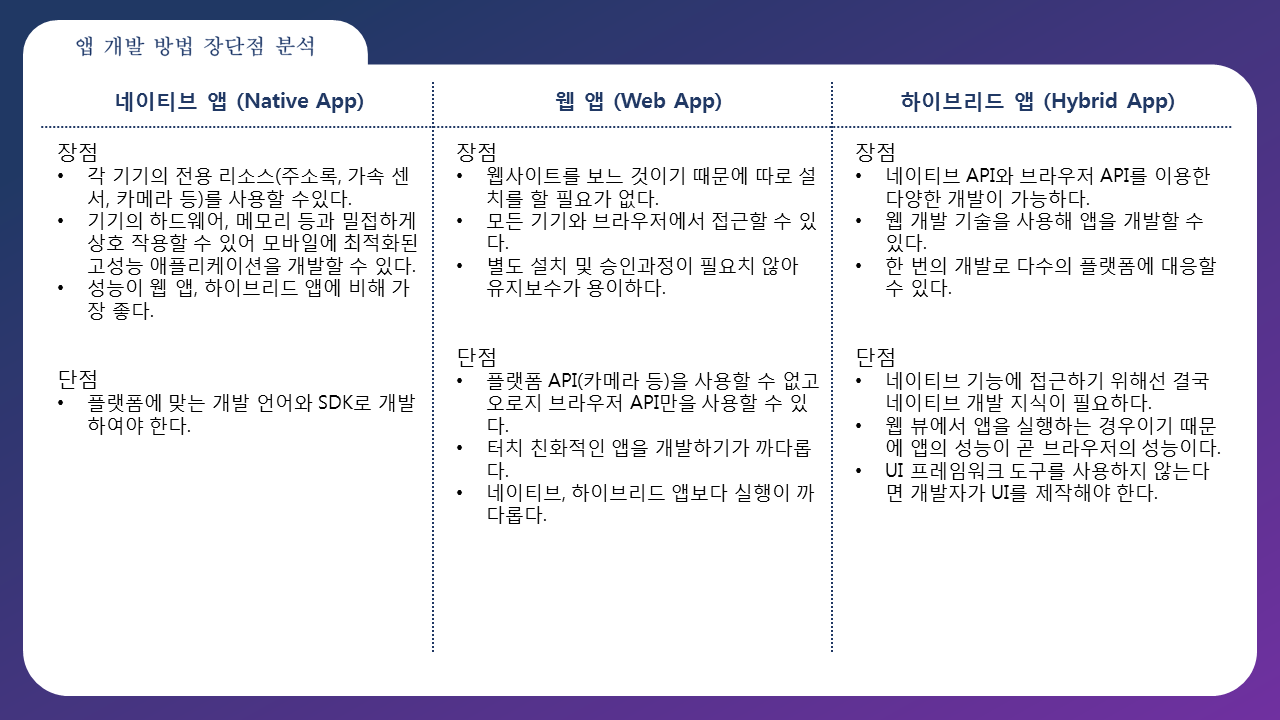 앱 개발 방법 장단점 분석
네이티브 앱 (Native App)
장점
• 각 기기의 전용 리소스(주소록, 가속 센
서, 카메라 등)를 사용할 수있다.
• 기기의 하드웨어, 메모리 등과 밀접하게
상호 작용할 수 있어 모바일에 최적화된
고성능 애플리케이션을 개발할 수 있다.
• 성능이 웹 앱, 하이브리드 앱에 비해 가
장 좋다.
단점
• 플랫폼에 맞는 개발 언어와 SDK로 개발
하여야 한다.
웹 앱 (Web App)
장점
• 웹사이트를 보느 것이기 때문에 따로 설
치를 할 필요가 없다.
• 모든 기기와 브라우저에서 접근할 수 있
다.
• 별도 설치 및 승인과정이 필요치 않아
유지보수가 용이하다.
단점
• 플랫폼 API(카메라 등)을 사용할 수 없고
오로지 브라우저 API만을 사용할 수 있
다.
• 터치 친화적인 앱을 개발하기가 까다롭
다.
• 네이티브, 하이브리드 앱보다 실행이 까
다롭다.
하이브리드 앱 (Hybrid App)
장점
• 네이티브 API와 브라우저 API를 이용한
다양한 개발이 가능하다.
• 웹 개발 기술을 사용해 앱을 개발할 수
있다.
• 한 번의 개발로 다수의 플랫폼에 대응할
수 있다.
단점
• 네이티브 기능에 접근하기 위해선 결국
네이티브 개발 지식이 필요하다.
• 웹 뷰에서 앱을 실행하는 경우이기 때문
에 앱의 성능이 곧 브라우저의 성능이다.
• UI 프레임워크 도구를 사용하지 않는다
면 개발자가 UI를 제작해야 한다.